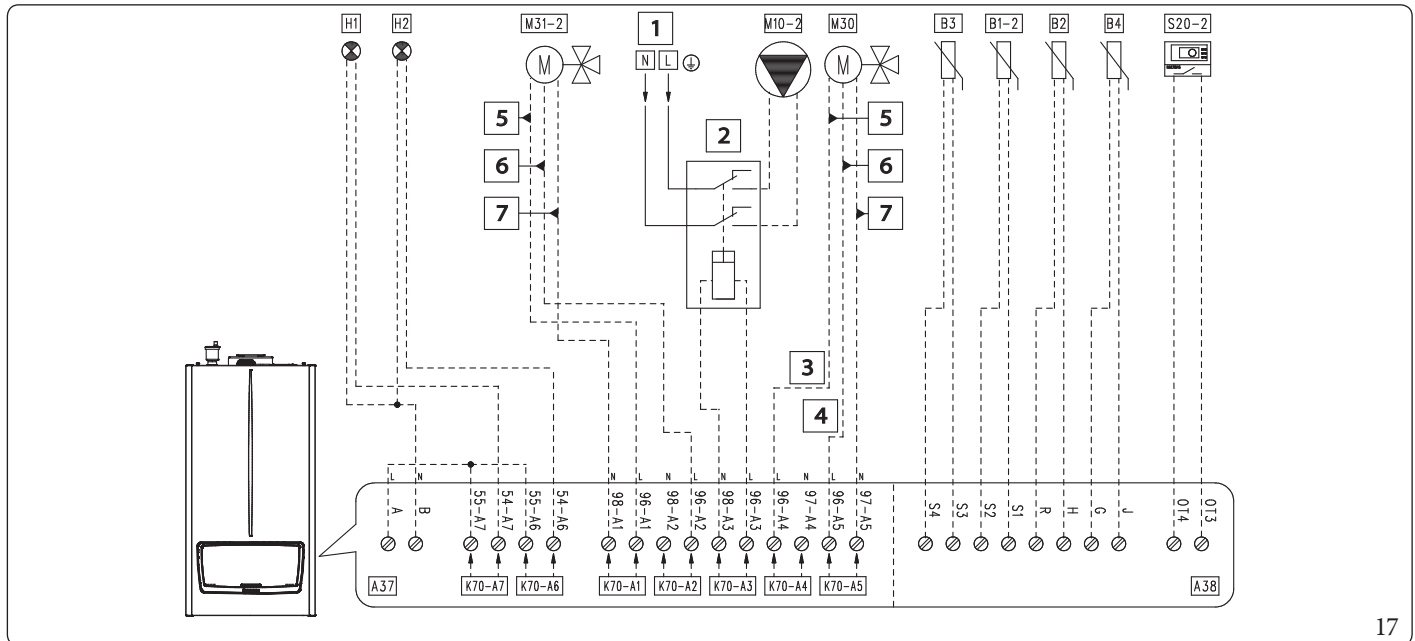 H1 H2 M31-2 1 M10-2 M30 B3 B1-2 B2 B4 S20-2
N L
M M
5 5
2
6 6
7 7
3
4
L N N L N L N L L N L N
A B 55-A7 54-A7 55-A6 54-A6 98-A1 96-A1 98-A2 96-A2 98-A3 96-A3 96-A4 97-A4 96-A5 97-A5 S4 S3 S2 S1 R H G J OT4 OT3
A37 K70-A7 K70-A6 K70-A1 K70-A2 K70-A3 K70-A4 K70-A5 A38
17